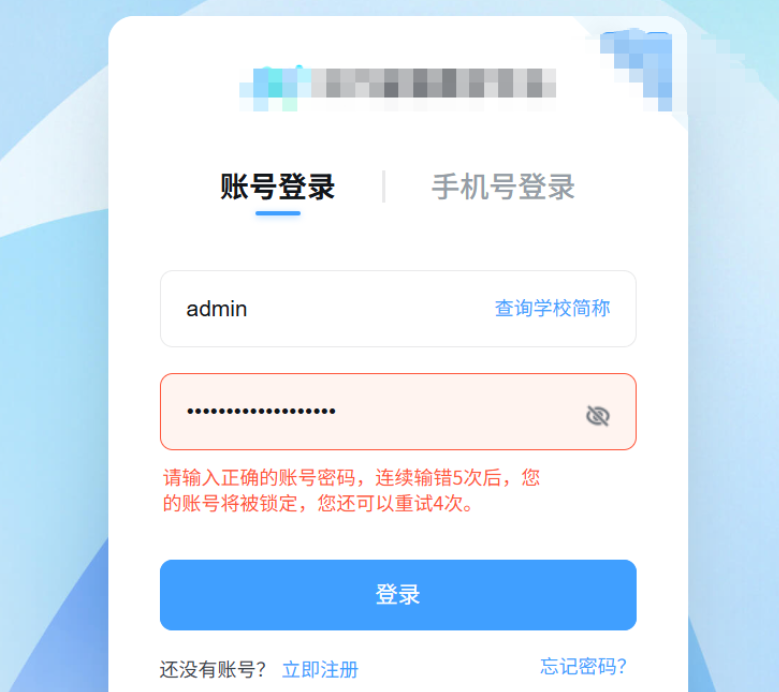 账号登录 手机号登录
admin 查询学校简称
•••••••••••••••••••
请输入正确的账号密码，连续输错5次后，您
的账号将被锁定，您还可以重试4次。
登录
还没有账号？ 立即注册 忘记密码？